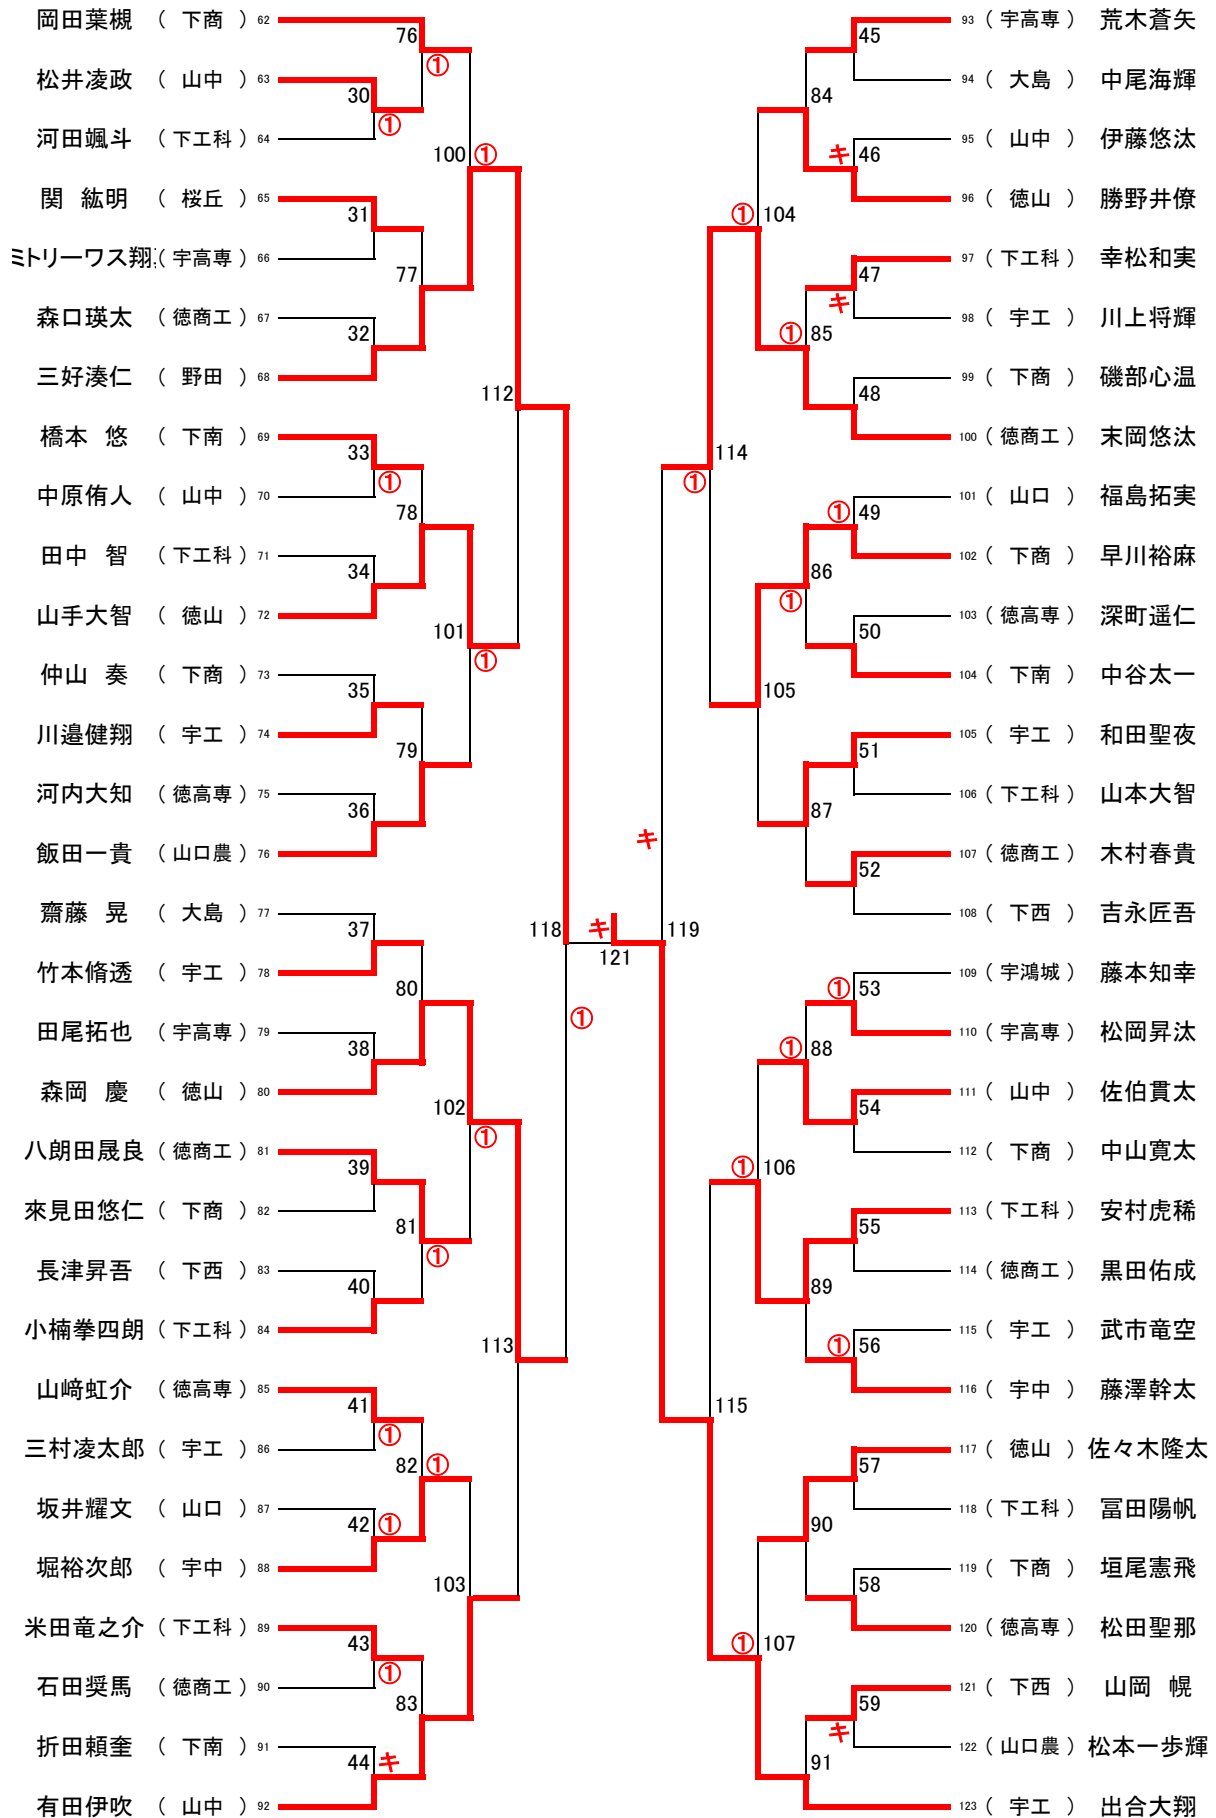 岡田葉槻 （ 下商 ） 62
松井凌政 （ 山中 ） 63
河田颯斗 （ 下工科 ） 64
関 紘明 （ 桜丘 ） 65
ミトリーワス翔 （ 宇高専 ） 66
森口瑛太 （ 徳商工 ） 67
三好湊仁 （ 野田 ） 68
橋本 悠 （ 下南 ） 69
中原侑人 （ 山中 ） 70
田中 智 （ 下工科 ） 71
山手大智 （ 徳山 ） 72
仲山 奏 （ 下商 ） 73
川邉健翔 （ 宇工 ） 74
河内大知 （ 徳高専 ） 75
飯田一貴 （ 山口農 ） 76
齋藤 晃 （ 大島 ） 77
竹本脩透 （ 宇工 ） 78
田尾拓也 （ 宇高専 ） 79
森岡 慶 （ 徳山 ） 80
八朗田晟良 （ 徳商工 ） 81
來見田悠仁 （ 下商 ） 82
長津昇吾 （ 下西 ） 83
小楠拳四朗 （ 下工科 ） 84
山﨑虹介 （ 徳高専 ） 85
三村凌太郎 （ 宇工 ） 86
坂井耀文 （ 山口 ） 87
堀裕次郎 （ 宇中 ） 88
米田竜之介 （ 下工科 ） 89
石田奨馬 （ 徳商工 ） 90
折田頼奎 （ 下南 ） 91
有田伊吹 （ 山中 ） 92
76 ①
30 ①
100 ①
31
77
32
112
33 ①
78
34
101 ①
35
79
36
118 ①
37
80
38
102 ①
39
81 ①
40
113
41 ①
82 ①
42 ①
103
43 ①
83
44 キ
キ
121
93 （ 宇高専 ） 荒木蒼矢
94 （ 大島 ） 中尾海輝
95 （ 山中 ） 伊藤悠汰
96 （ 徳山 ） 勝野井僚
97 （ 下工科 ） 幸松和実
98 （ 宇工 ） 川上将輝
99 （ 下商 ） 磯部心温
100 （ 徳商工 ） 末岡悠汰
101 （ 山口 ） 福島拓実
102 （ 下商 ） 早川裕麻
103 （ 徳高専 ） 深町遥仁
104 （ 下南 ） 中谷太一
105 （ 宇工 ） 和田聖夜
106 （ 下工科 ） 山本大智
107 （ 徳商工 ） 木村春貴
108 （ 下西 ） 吉永匠吾
109 （ 宇鴻城 ） 藤本知幸
110 （ 宇高専 ） 松岡昇汰
111 （ 山中 ） 佐伯貫太
112 （ 下商 ） 中山寛太
113 （ 下工科 ） 安村虎稀
114 （ 徳商工 ） 黒田佑成
115 （ 宇工 ） 武市竜空
116 （ 宇中 ） 藤澤幹太
117 （ 徳山 ） 佐々木隆太
118 （ 下工科 ） 冨田陽帆
119 （ 下商 ） 垣尾憲飛
120 （ 徳高専 ） 松田聖那
121 （ 下西 ） 山岡 幌
122 （ 山口農 ） 松本一歩輝
123 （ 宇工 ） 出合大翔
45
84
キ 46
① 104
47
キ
① 85
48
114
①
① 49
86
①
50
105
51
87
52
キ
119
① 53
① 88
54
① 106
55
89
① 56
115
57
90
58
① 107
59
キ
91